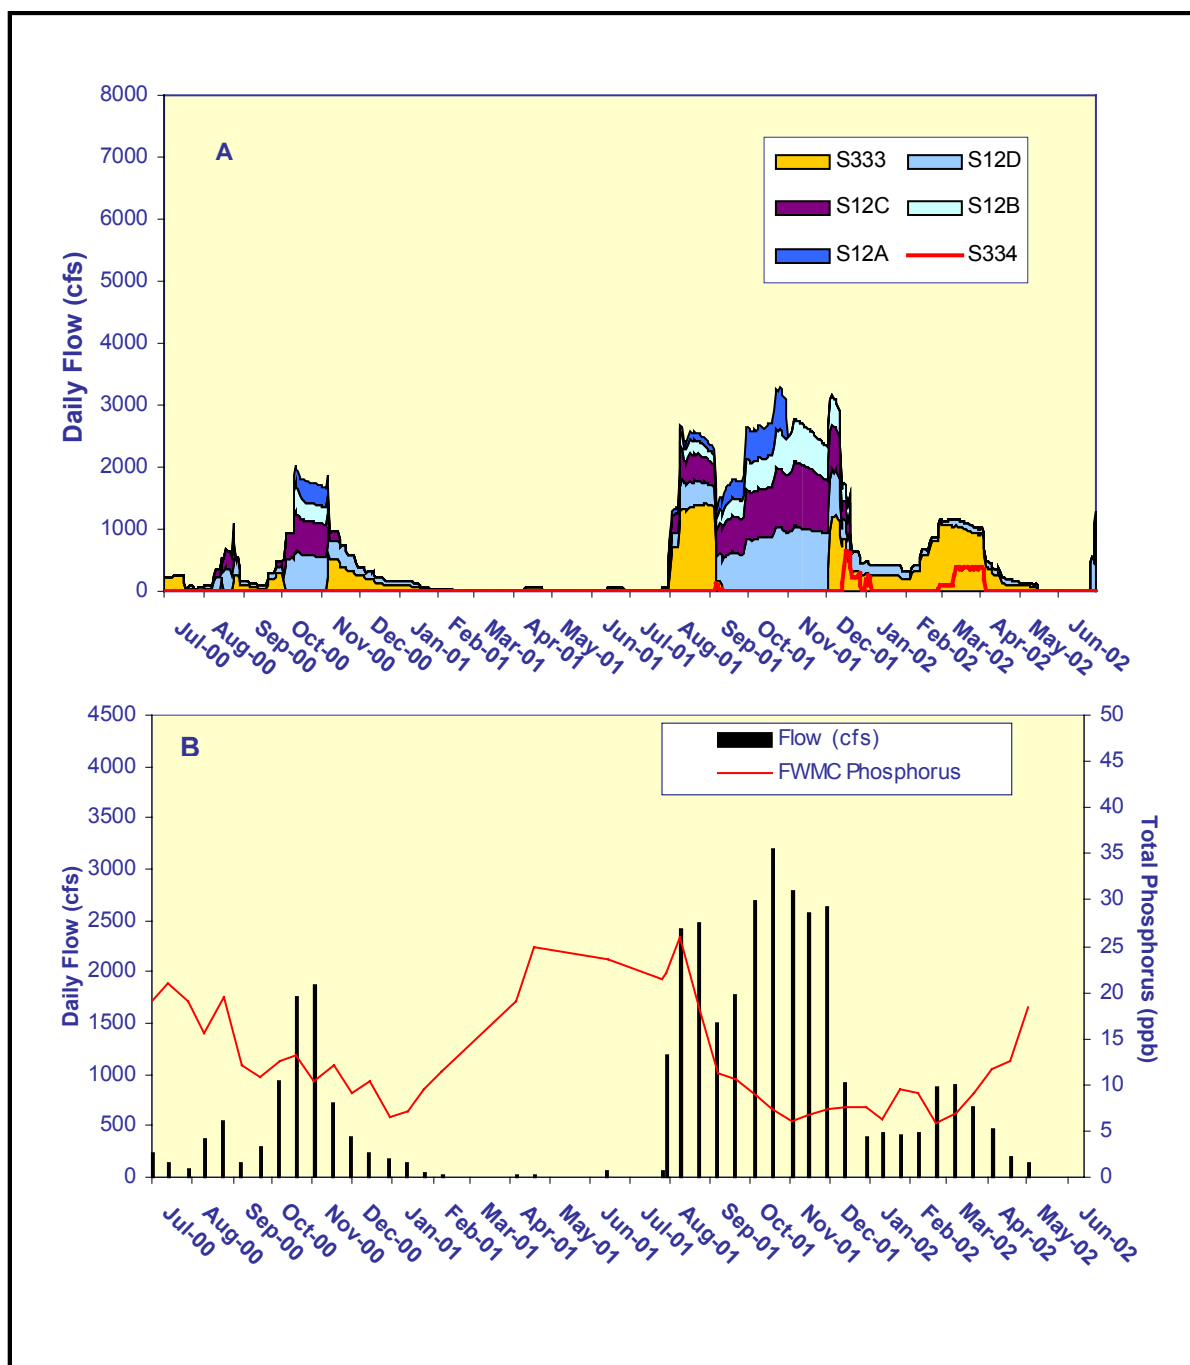 8000
7000
6000
5000
4000
3000
2000
1000
0
Daily Flow (cfs)
A
S333 S12D
S12C S12B
S12A S334
Jul-00 Aug-00 Sep-00 Oct-00 Nov-00 Dec-00 Jan-01 Feb-01 Mar-01 Apr-01 May-01 Jun-01 Jul-01 Aug-01 Sep-01 Oct-01 Nov-01 Dec-01 Jan-02 Feb-02 Mar-02 Apr-02 May-02 Jun-02
4500
4000
3500
3000
2500
2000
1500
1000
500
0
Daily Flow (cfs)
B
Flow (cfs)
FWMC Phosphorus
50
45
40
35
30
25
20
15
10
5
0
Total Phosphorus (ppb)
Jul-00 Aug-00 Sep-00 Oct-00 Nov-00 Dec-00 Jan-01 Feb-01 Mar-01 Apr-01 May-01 Jun-01 Jul-01 Aug-01 Sep-01 Oct-01 Nov-01 Dec-01 Jan-02 Feb-02 Mar-02 Apr-02 May-02 Jun-02